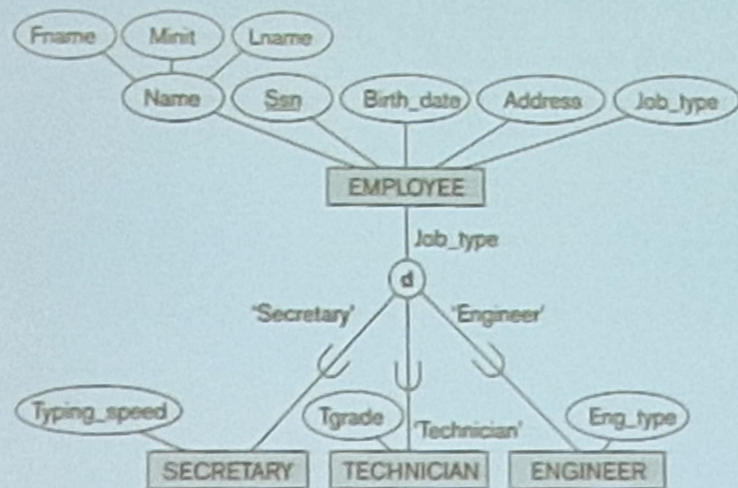 Fname Minit Lname
Name Ssn Birth_date Address Job_type
EMPLOYEE
Job_type
d
'Secretary' 'Engineer'
Typing_speed Tgrade 'Technician' Eng_type
SECRETARY TECHNICIAN ENGINEER